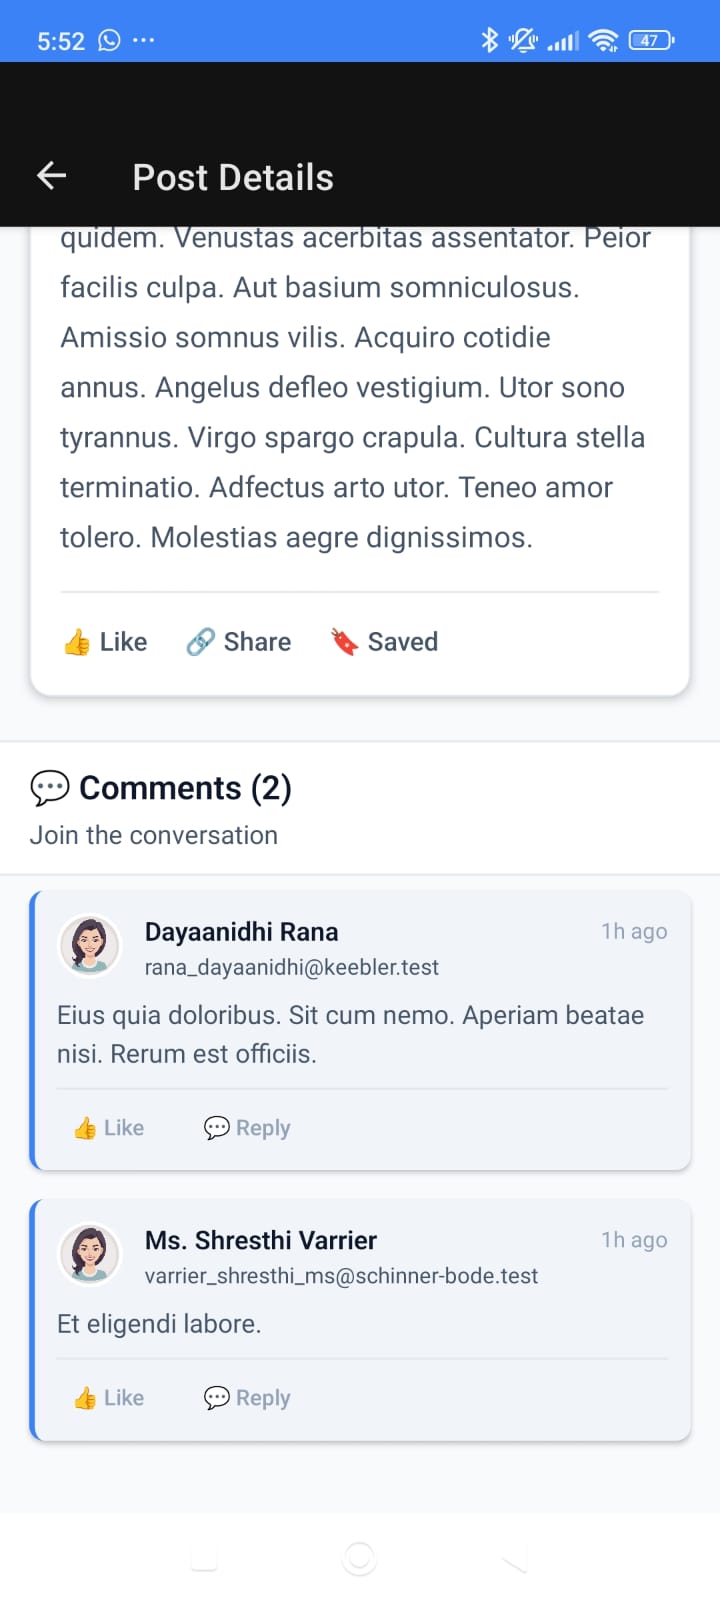 5:52
47
Post Details
quidem. Venustas acerbitas assentator. Peior
facilis culpa. Aut basium somniculosus.
Amissio somnus vilis. Acquiro cotidie
annus. Angelus defleo vestigium. Utor sono
tyrannus. Virgo spargo crapula. Cultura stella
terminatio. Adfectus arto utor. Teneo amor
tolero. Molestias aegre dignissimos.
👍 Like 🔗 Share 🔖 Saved
💬 Comments (2)
Join the conversation
Dayaanidhi Rana 1h ago
rana_dayaanidhi@keebler.test
Eius quia doloribus. Sit cum nemo. Aperiam beatae
nisi. Rerum est officiis.
👍 Like 💬 Reply
Ms. Shresthi Varrier 1h ago
varrier_shresthi_ms@schinner-bode.test
Et eligendi labore.
👍 Like 💬 Reply